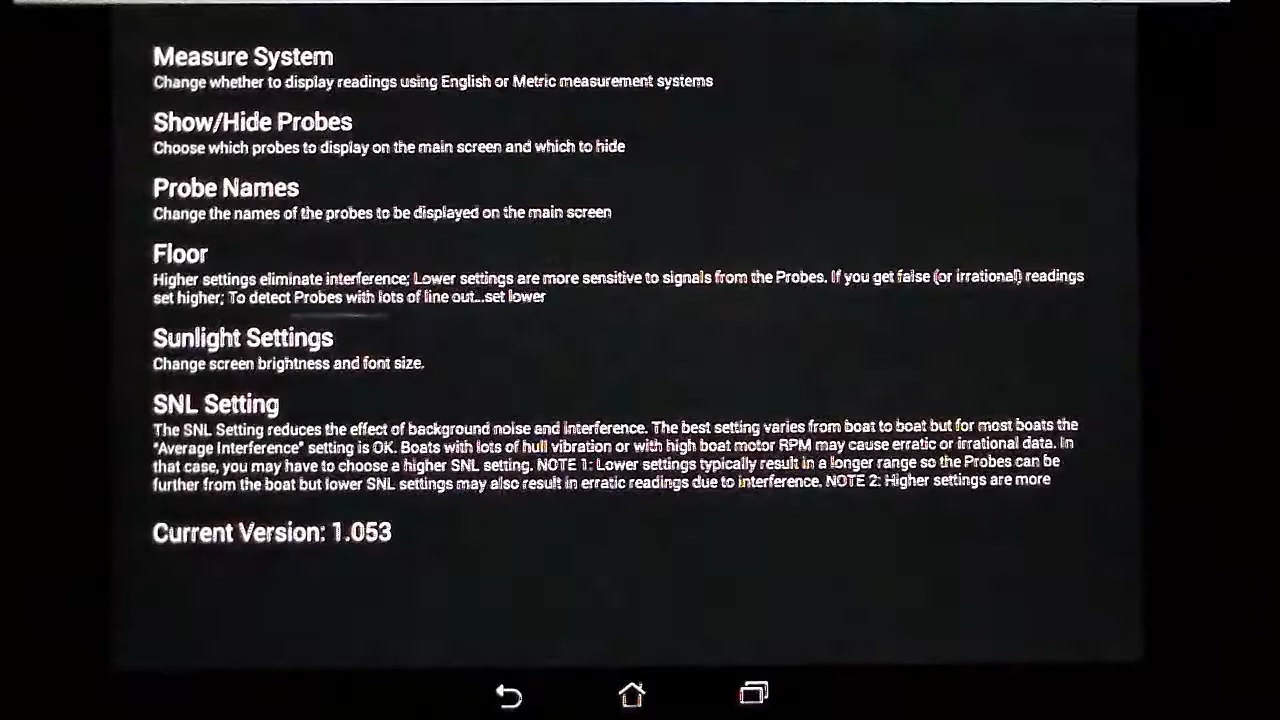 Measure System
Change whether to display readings using English or Metric measurement systems
Show/Hide Probes
Choose which probes to display on the main screen and which to hide
Probe Names
Change the names of the probes to be displayed on the main screen
Floor
Higher settings eliminate interference; Lower settings are more sensitive to signals from the Probes. If you get false (or irrational) readings
set higher; To detect Probes with lots of line out...set lower
Sunlight Settings
Change screen brightness and font size.
SNL Setting
The SNL Setting reduces the effect of background noise and interference. The best setting varies from boat to boat but for most boats the
"Average Interference" setting is OK. Boats with lots of hull vibration or with high boat motor RPM may cause erratic or irrational data. In
that case, you may have to choose a higher SNL setting. NOTE 1: Lower settings typically result in a longer range so the Probes can be
further from the boat but lower SNL settings may also result in erratic readings due to interference. NOTE 2: Higher settings are more
Current Version: 1.053